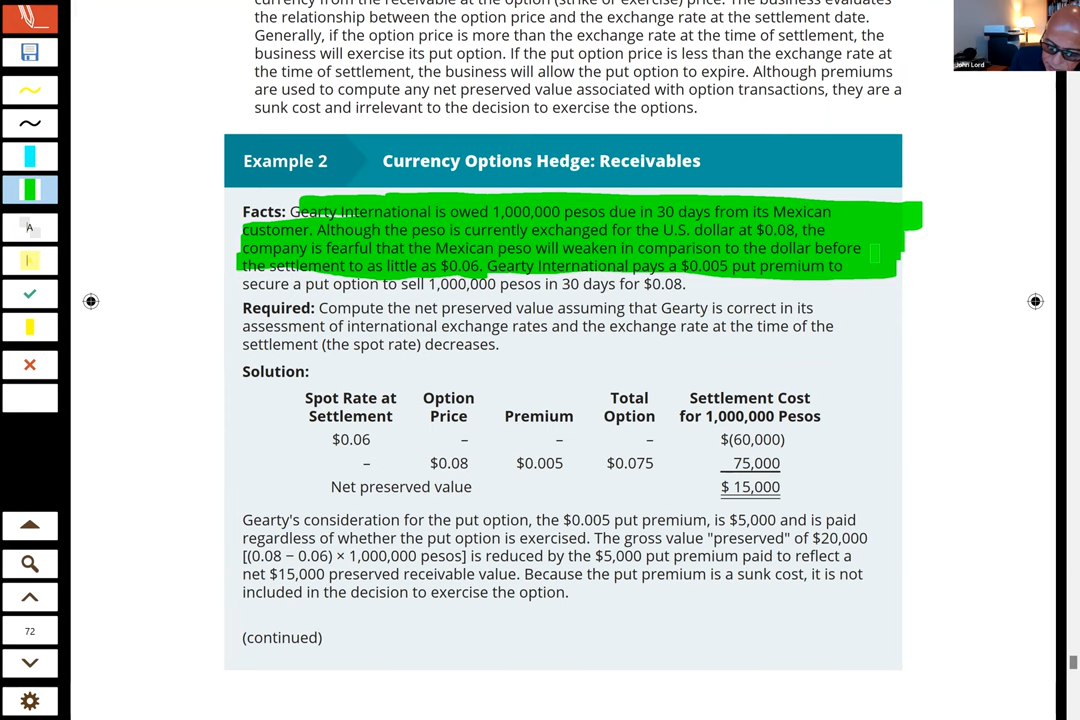 currency from the receivable at the option (strike or exercise) price. The business evaluates
the relationship between the option price and the exchange rate at the settlement date.
Generally, if the option price is more than the exchange rate at the time of settlement, the
business will exercise its put option. If the put option price is less than the exchange rate at
the time of settlement, the business will allow the put option to expire. Although premiums
are used to compute any net preserved value associated with option transactions, they are a
sunk cost and irrelevant to the decision to exercise the options.
John Lord
Example 2 Currency Options Hedge: Receivables
Facts: Gearty International is owed 1,000,000 pesos due in 30 days from its Mexican
customer. Although the peso is currently exchanged for the U.S. dollar at $0.08, the
company is fearful that the Mexican peso will weaken in comparison to the dollar before
the settlement to as little as $0.06. Gearty International pays a $0.005 put premium to
secure a put option to sell 1,000,000 pesos in 30 days for $0.08.
Required: Compute the net preserved value assuming that Gearty is correct in its
assessment of international exchange rates and the exchange rate at the time of the
settlement (the spot rate) decreases.
Solution:
Spot Rate at Option Total Settlement Cost
Settlement Price Premium Option for 1,000,000 Pesos
$0.06 – – – $(60,000)
– $0.08 $0.005 $0.075 75,000
Net preserved value $ 15,000
Gearty's consideration for the put option, the $0.005 put premium, is $5,000 and is paid
regardless of whether the put option is exercised. The gross value "preserved" of $20,000
[(0.08 − 0.06) × 1,000,000 pesos] is reduced by the $5,000 put premium paid to reflect a
net $15,000 preserved receivable value. Because the put premium is a sunk cost, it is not
included in the decision to exercise the option.
(continued)
A
72